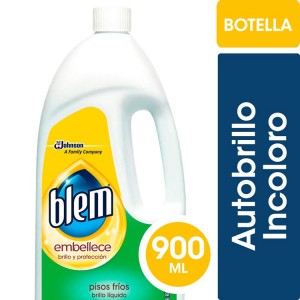 BOTELLA
SC Johnson
A Family Company
blem
embellece
brillo y protección
pisos fríos
brillo líquido
900
ML
Autobrillo
Incoloro